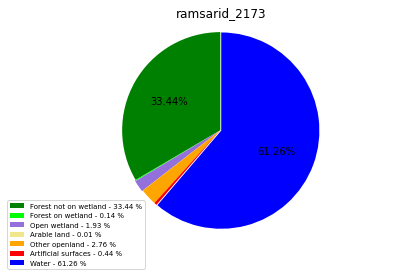 ramsarid_2173
33.44%
61.26%
Forest not on wetland - 33.44 %
Forest on wetland - 0.14 %
Open wetland - 1.93 %
Arable land - 0.01 %
Other openland - 2.76 %
Artificial surfaces - 0.44 %
Water - 61.26 %